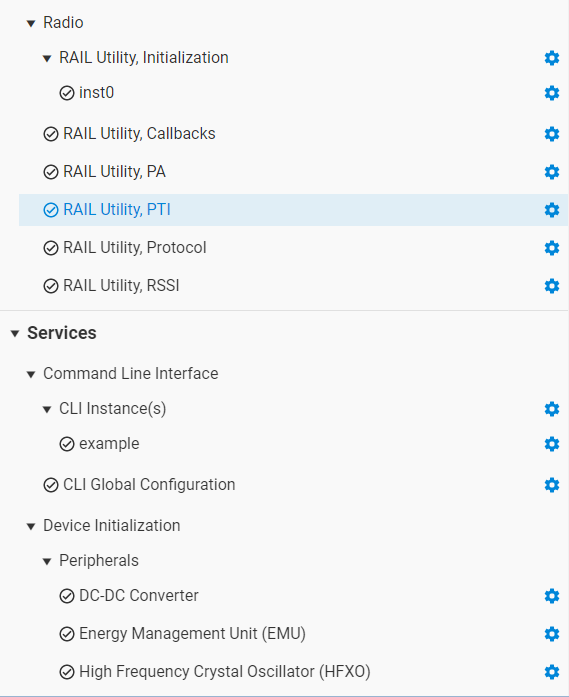 Radio
RAIL Utility, Initialization
inst0
RAIL Utility, Callbacks
RAIL Utility, PA
RAIL Utility, PTI
RAIL Utility, Protocol
RAIL Utility, RSSI
Services
Command Line Interface
CLI Instance(s)
example
CLI Global Configuration
Device Initialization
Peripherals
DC-DC Converter
Energy Management Unit (EMU)
High Frequency Crystal Oscillator (HFXO)